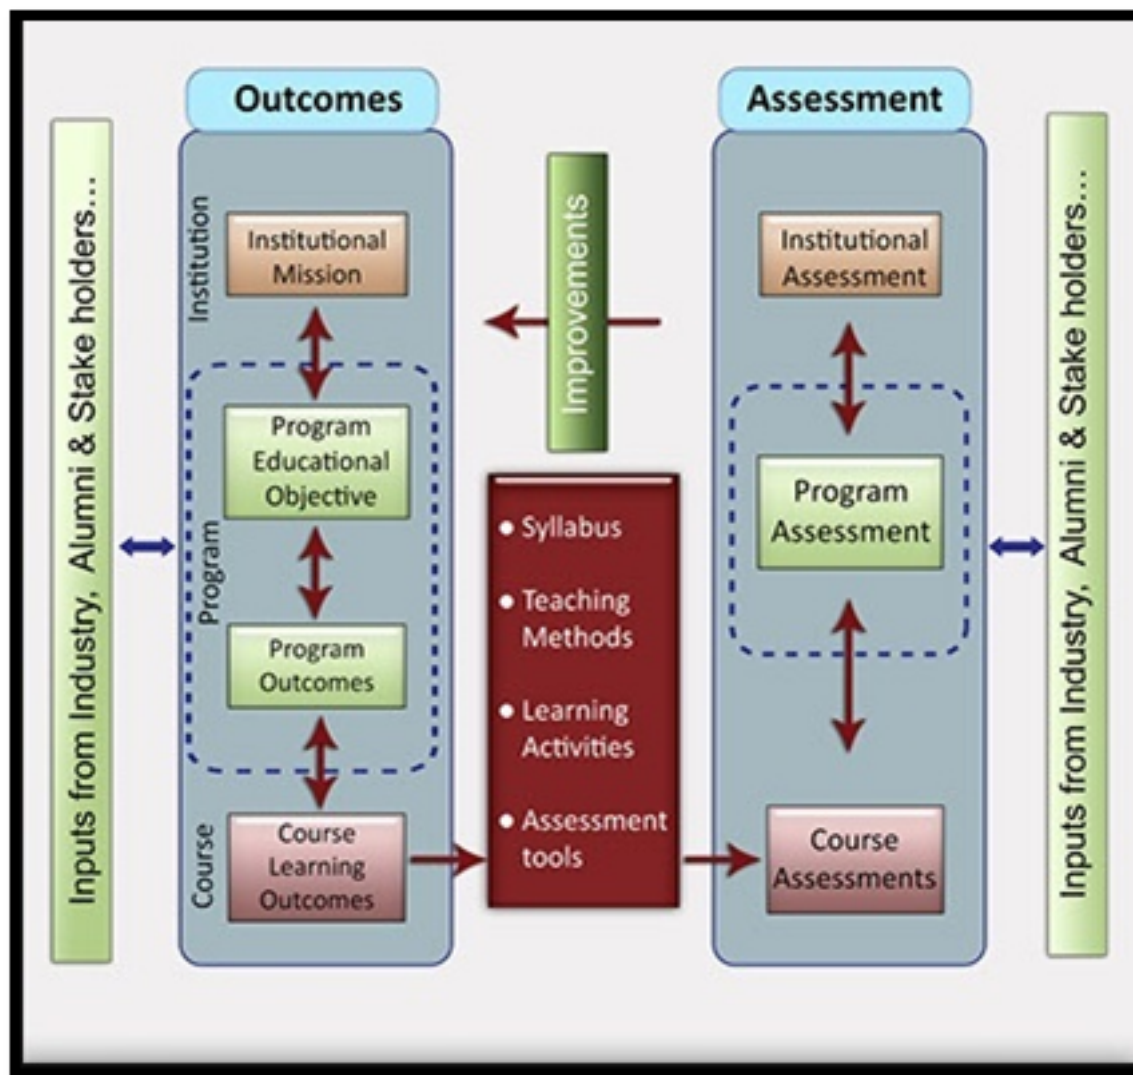 Outcomes
Assessment
Inputs from Industry, Alumni & Stake holders...
Institution
Institutional
Mission
Program
Program
Educational
Objective
Program
Outcomes
Course
Course
Learning
Outcomes
Improvements
• Syllabus
• Teaching
Methods
• Learning
Activities
• Assessment
tools
Institutional
Assessment
Program
Assessment
Course
Assessments
Inputs from Industry, Alumni & Stake holders...